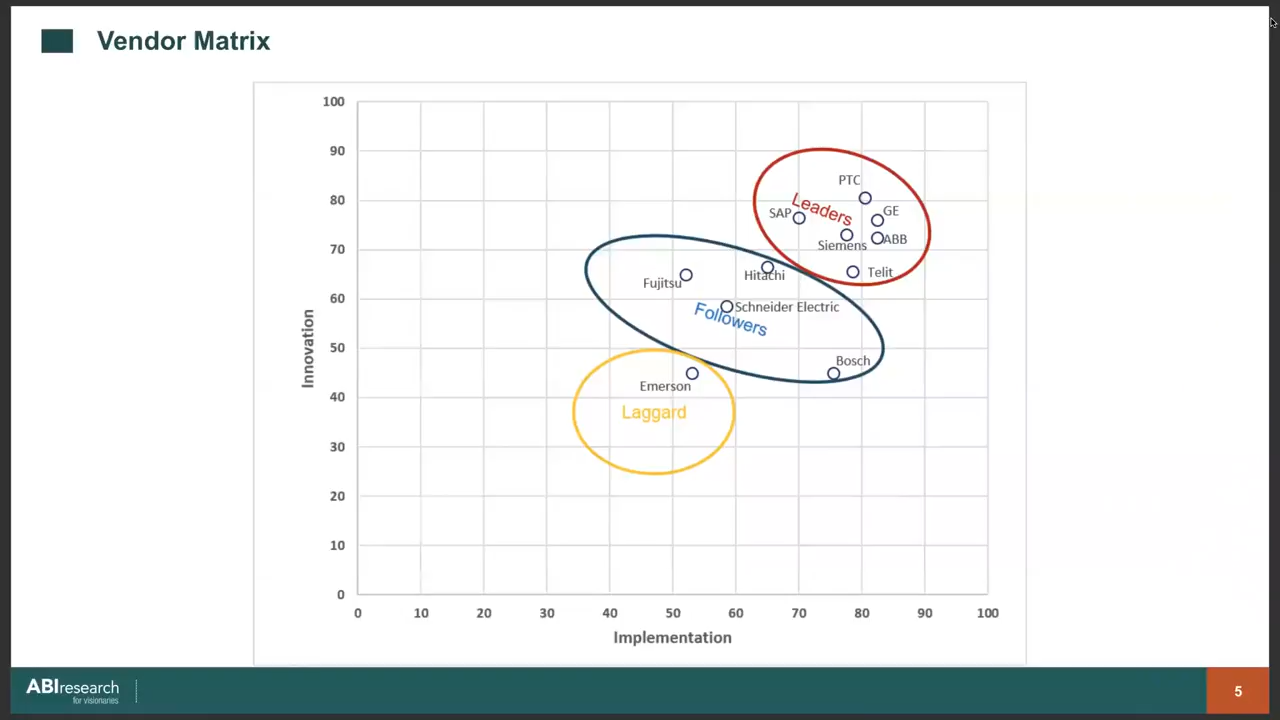 Vendor Matrix
100
90
80
70
60
50
40
30
20
10
0
Innovation
PTC
SAP
Leaders
GE
Siemens
ABB
Telit
Fujitsu
Hitachi
Schneider Electric
Followers
Bosch
Emerson
Laggard
0 10 20 30 40 50 60 70 80 90 100
Implementation
ABIresearch
for visionaries
5